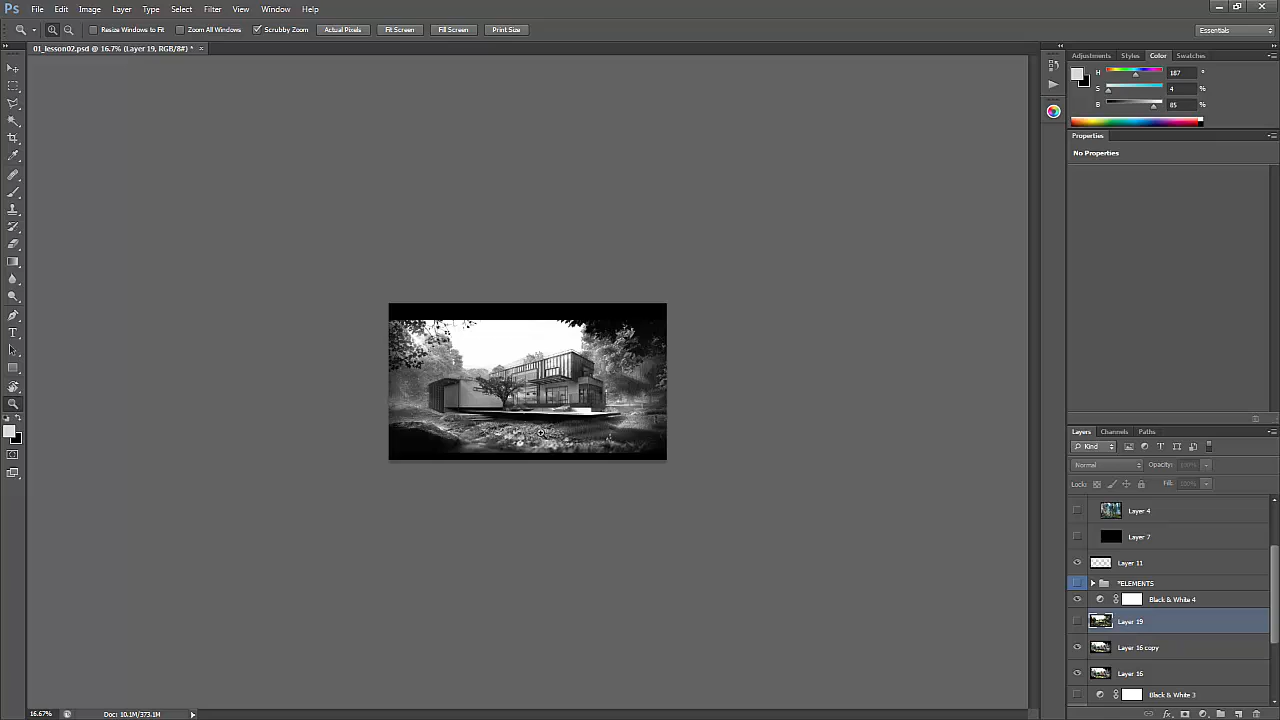 Ps File Edit Image Layer Type Select Filter View Window Help
Resize Windows to Fit Zoom All Windows Scrubby Zoom Actual Pixels Fit Screen Fill Screen Print Size Essentials
01_lesson02.psd @ 16.7% (Layer 19, RGB/8#) * ×
Adjustments Styles Color Swatches
H 187 °
S 4 %
B 85 %
Properties
No Properties
Layers Channels Paths
Kind
Normal Opacity: 100%
Lock: Fill: 100%
Layer 4
Layer 7
Layer 11
*ELEMENTS
Black & White 4
Layer 19
Layer 16 copy
Layer 16
Black & White 3
fx
16.67% Doc: 10.1M/373.1M